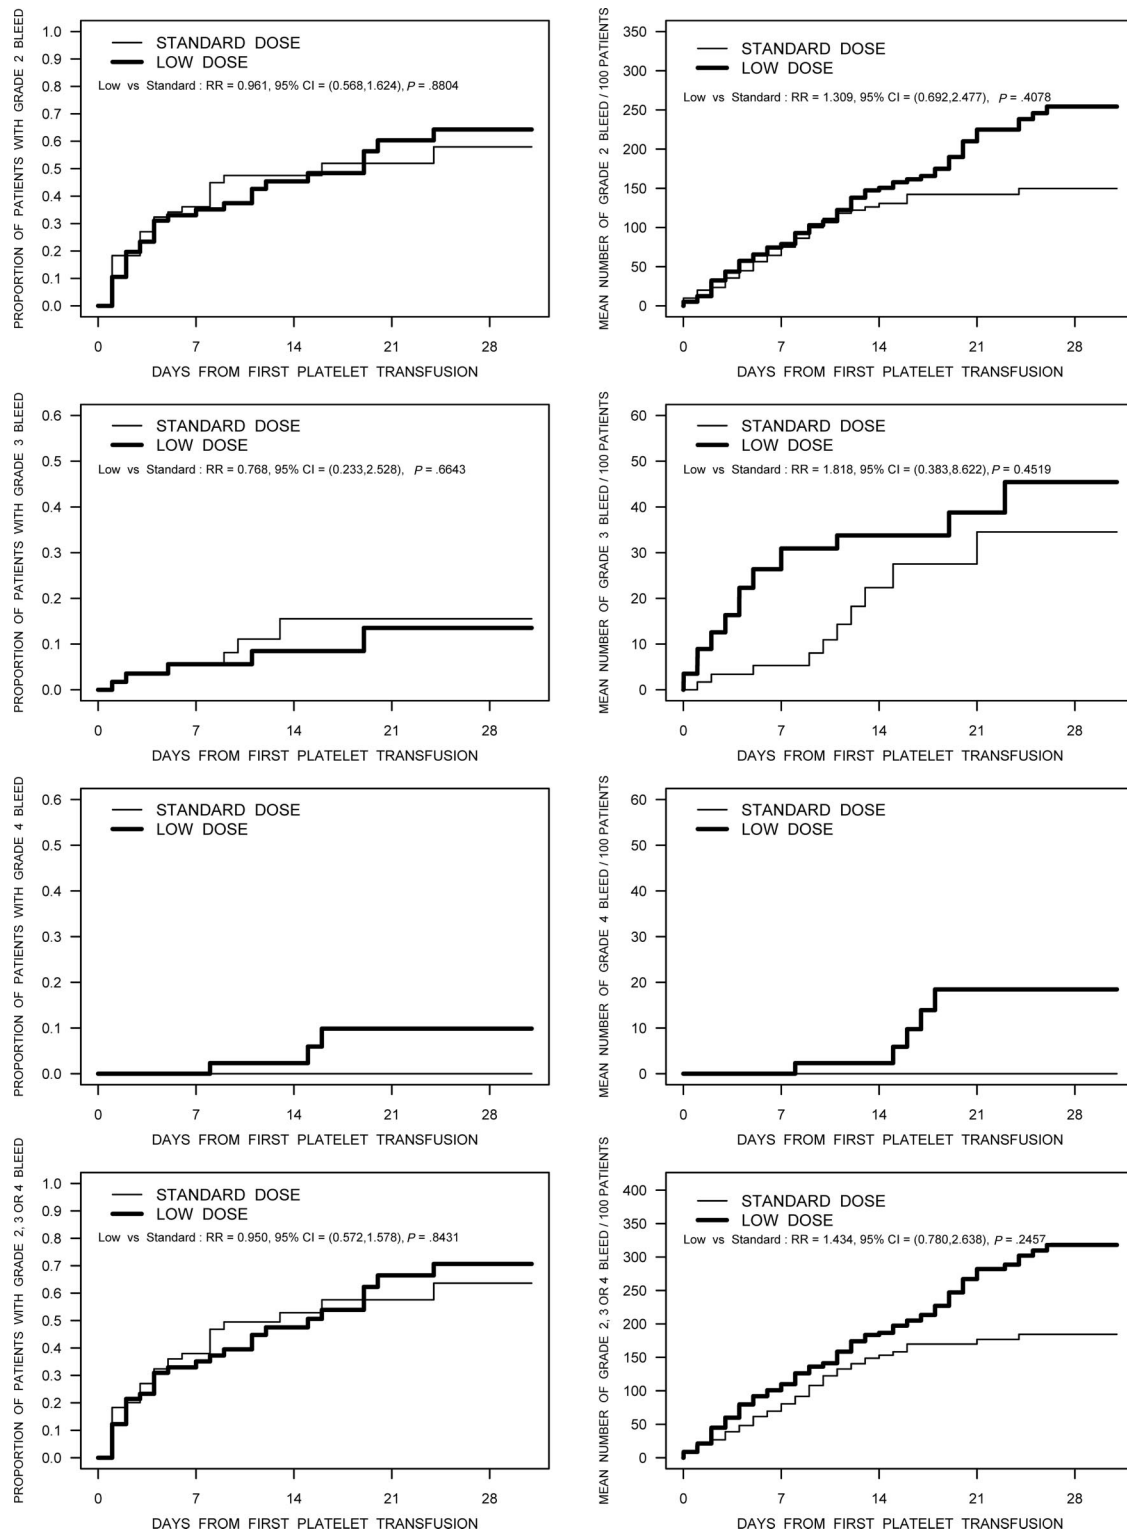 PROPORTION OF PATIENTS WITH GRADE 2 BLEED
1.0
0.9
0.8
0.7
0.6
0.5
0.4
0.3
0.2
0.1
0.0
STANDARD DOSE
LOW DOSE
Low vs Standard : RR = 0.961, 95% CI = (0.568,1.624), P = .8804
0 7 14 21 28
DAYS FROM FIRST PLATELET TRANSFUSION
MEAN NUMBER OF GRADE 2 BLEED / 100 PATIENTS
350
300
250
200
150
100
50
0
STANDARD DOSE
LOW DOSE
Low vs Standard : RR = 1.309, 95% CI = (0.692,2.477), P = .4078
0 7 14 21 28
DAYS FROM FIRST PLATELET TRANSFUSION
PROPORTION OF PATIENTS WITH GRADE 3 BLEED
0.6
0.5
0.4
0.3
0.2
0.1
0.0
STANDARD DOSE
LOW DOSE
Low vs Standard : RR = 0.768, 95% CI = (0.233,2.528), P = .6643
0 7 14 21 28
DAYS FROM FIRST PLATELET TRANSFUSION
MEAN NUMBER OF GRADE 3 BLEED / 100 PATIENTS
60
50
40
30
20
10
0
STANDARD DOSE
LOW DOSE
Low vs Standard : RR = 1.818, 95% CI = (0.383,8.622), P = 0.4519
0 7 14 21 28
DAYS FROM FIRST PLATELET TRANSFUSION
PROPORTION OF PATIENTS WITH GRADE 4 BLEED
0.6
0.5
0.4
0.3
0.2
0.1
0.0
STANDARD DOSE
LOW DOSE
0 7 14 21 28
DAYS FROM FIRST PLATELET TRANSFUSION
MEAN NUMBER OF GRADE 4 BLEED / 100 PATIENTS
60
50
40
30
20
10
0
STANDARD DOSE
LOW DOSE
0 7 14 21 28
DAYS FROM FIRST PLATELET TRANSFUSION
PROPORTION OF PATIENTS WITH GRADE 2, 3 OR 4 BLEED
1.0
0.9
0.8
0.7
0.6
0.5
0.4
0.3
0.2
0.1
0.0
STANDARD DOSE
LOW DOSE
Low vs Standard : RR = 0.950, 95% CI = (0.572,1.578), P = .8431
0 7 14 21 28
DAYS FROM FIRST PLATELET TRANSFUSION
MEAN NUMBER OF GRADE 2, 3 OR 4 BLEED / 100 PATIENTS
400
350
300
250
200
150
100
50
0
STANDARD DOSE
LOW DOSE
Low vs Standard : RR = 1.434, 95% CI = (0.780,2.638), P = .2457
0 7 14 21 28
DAYS FROM FIRST PLATELET TRANSFUSION